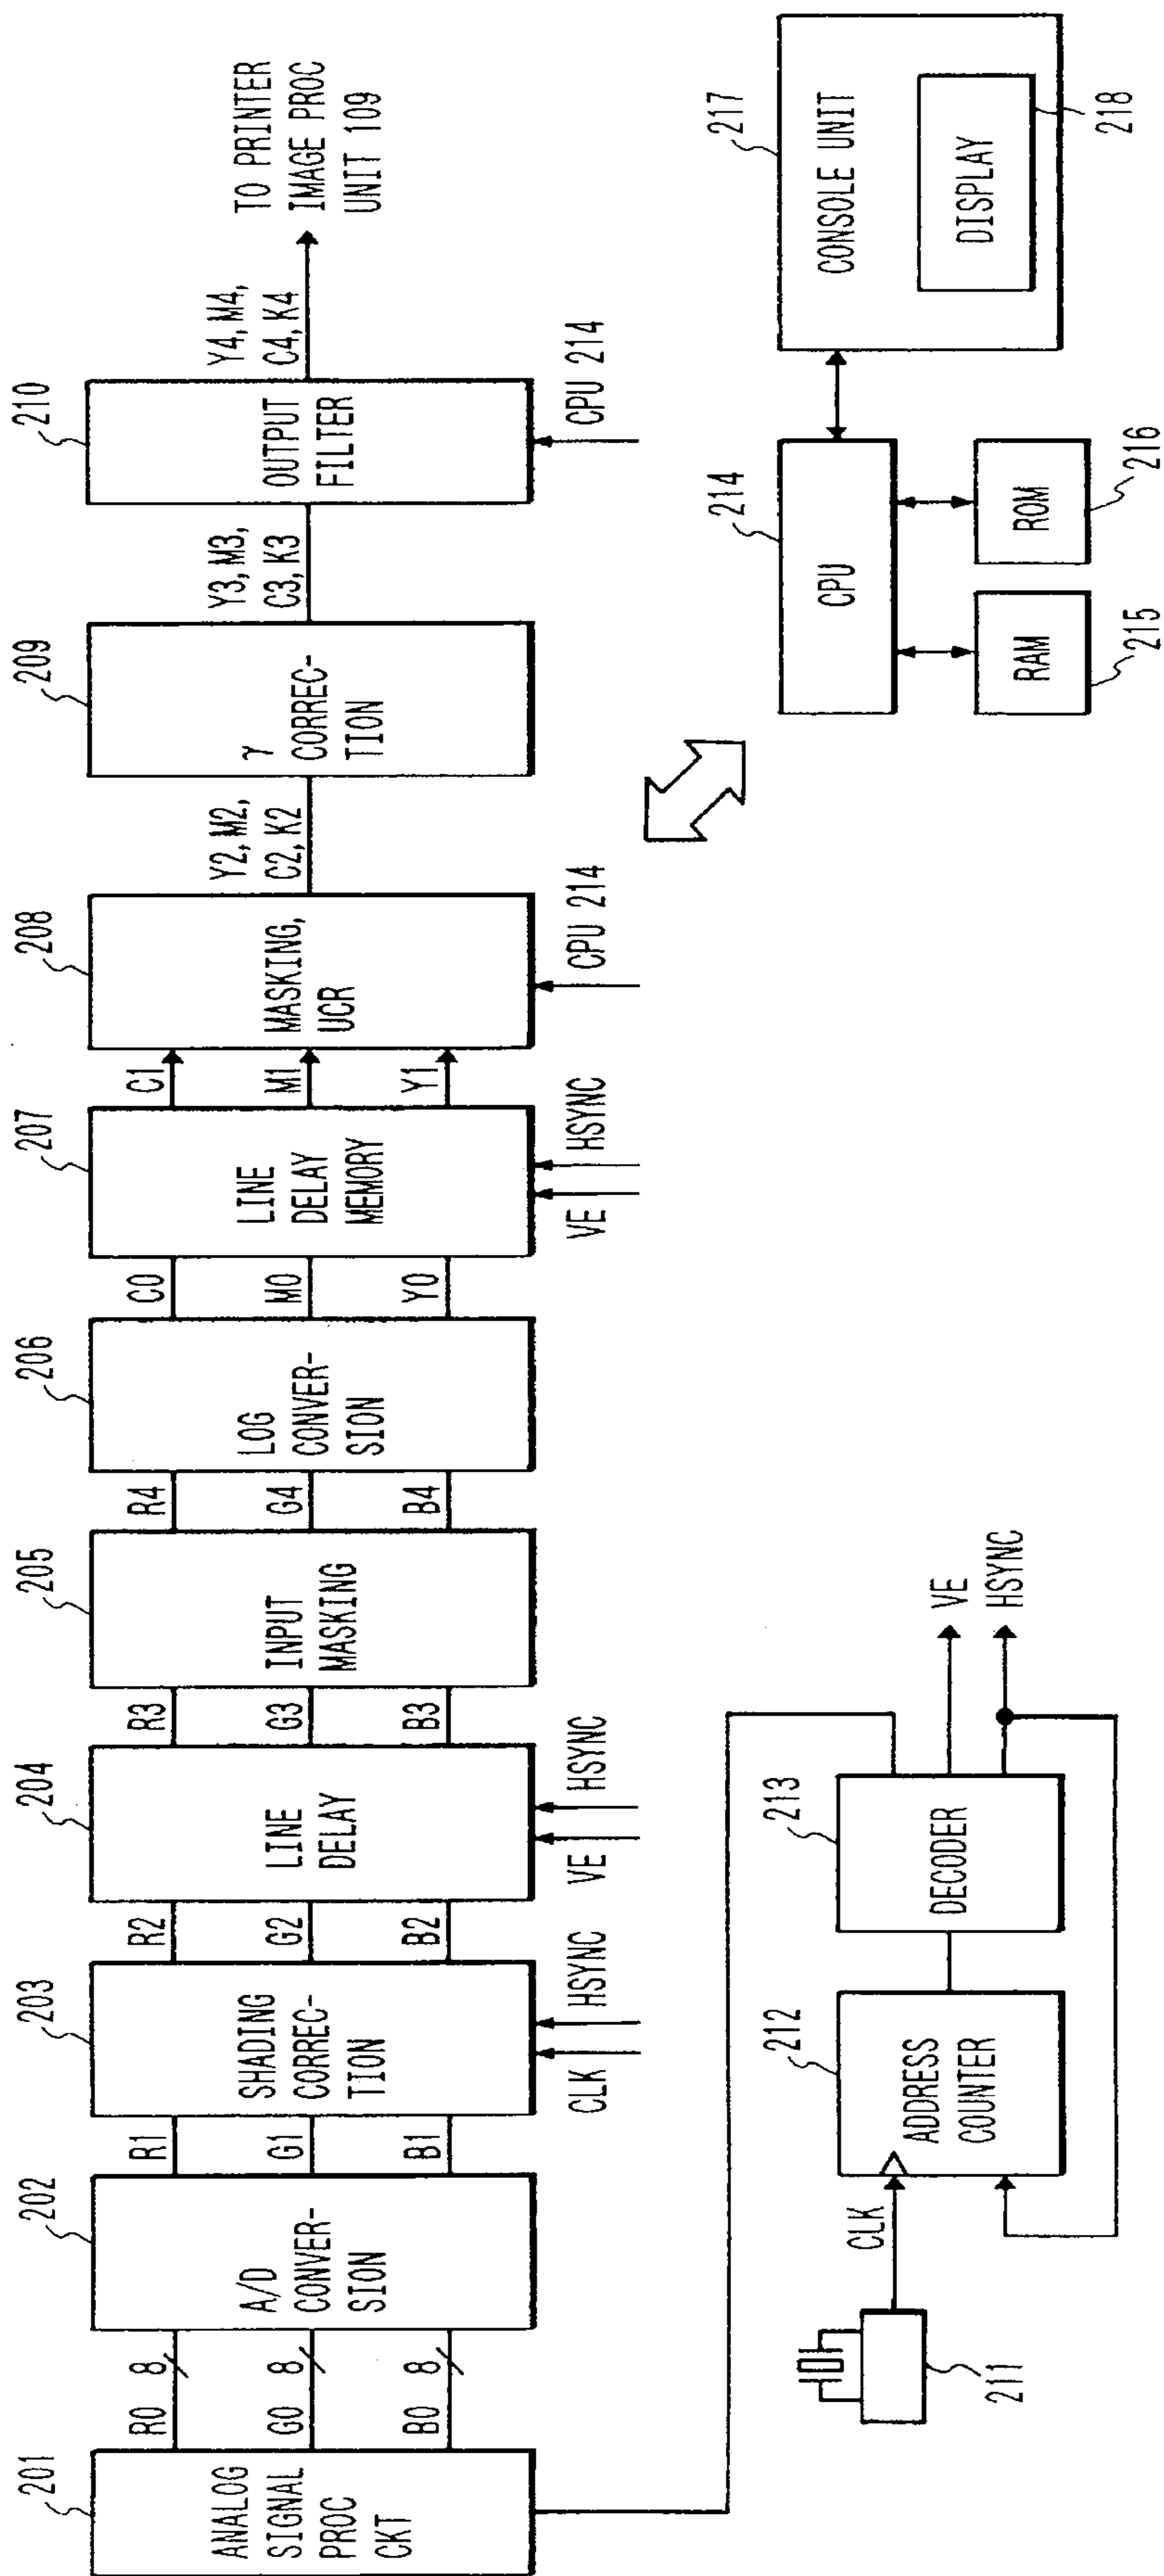 201
ANALOG
SIGNAL
PROC
CKT
R0
8
G0
8
B0
8
202
A/D
CONVER-
SION
R1
G1
B1
203
SHADING
CORREC-
TION
CLK
HSYNC
R2
G2
B2
204
LINE
DELAY
VE
HSYNC
R3
G3
B3
205
INPUT
MASKING
R4
G4
B4
206
LOG
CONVER-
SION
C0
M0
Y0
207
LINE
DELAY
MEMORY
VE
HSYNC
C1
M1
Y1
208
MASKING,
UCR
CPU 214
Y2, M2,
C2, K2
209
γ
CORREC-
TION
Y3, M3,
C3, K3
210
OUTPUT
FILTER
CPU 214
Y4, M4,
C4, K4
TO PRINTER
IMAGE PROC
UNIT 109
211
CLK
212
ADDRESS
COUNTER
213
DECODER
VE
HSYNC
214
CPU
RAM
215
ROM
216
217
CONSOLE UNIT
DISPLAY
218